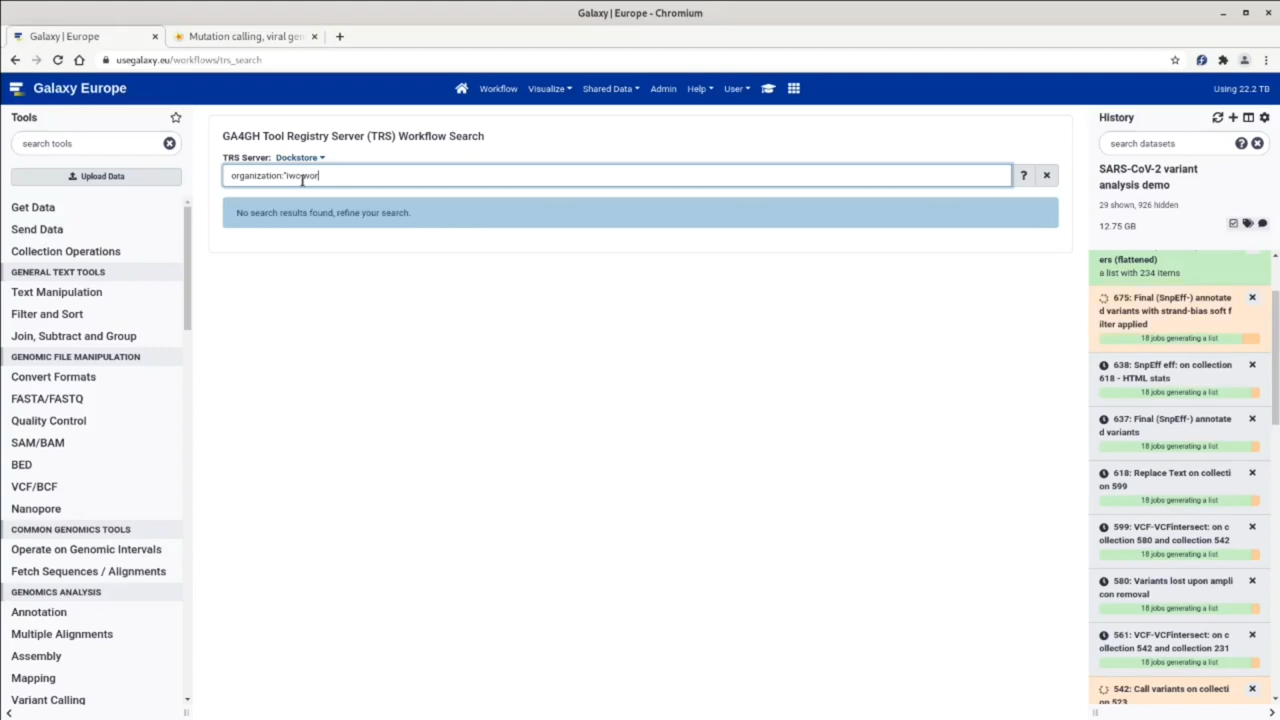 Galaxy | Europe - Chromium
Galaxy | Europe
Mutation calling, viral gen
usegalaxy.eu/workflows/trs_search
Galaxy Europe
Workflow
Visualize
Shared Data
Admin
Help
User
Using 22.2 TB
Tools
search tools
Upload Data
Get Data
Send Data
Collection Operations
GENERAL TEXT TOOLS
Text Manipulation
Filter and Sort
Join, Subtract and Group
GENOMIC FILE MANIPULATION
Convert Formats
FASTA/FASTQ
Quality Control
SAM/BAM
BED
VCF/BCF
Nanopore
COMMON GENOMICS TOOLS
Operate on Genomic Intervals
Fetch Sequences / Alignments
GENOMICS ANALYSIS
Annotation
Multiple Alignments
Assembly
Mapping
Variant Calling
GA4GH Tool Registry Server (TRS) Workflow Search
TRS Server: Dockstore
organization:"iwc-wor
?
No search results found, refine your search.
History
search datasets
SARS-CoV-2 variant
analysis demo
29 shown, 926 hidden
12.75 GB
ers (flattened)
a list with 234 items
675: Final (SnpEff-) annotate
d variants with strand-bias soft f
ilter applied
18 jobs generating a list
638: SnpEff eff: on collection
618 - HTML stats
18 jobs generating a list
637: Final (SnpEff-) annotate
d variants
18 jobs generating a list
618: Replace Text on collecti
on 599
18 jobs generating a list
599: VCF-VCFintersect: on c
ollection 580 and collection 542
18 jobs generating a list
580: Variants lost upon ampli
con removal
18 jobs generating a list
561: VCF-VCFintersect: on c
ollection 542 and collection 231
18 jobs generating a list
542: Call variants on collecti
on 523